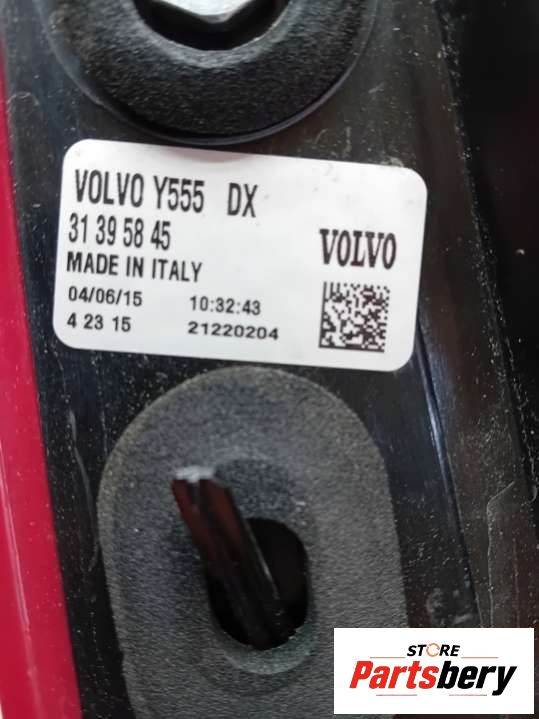 VOLVO Y555 DX
31 39 58 45
VOLVO
MADE IN ITALY
04/06/15 10:32:43
4 23 15 21220204
STORE
Partsbery